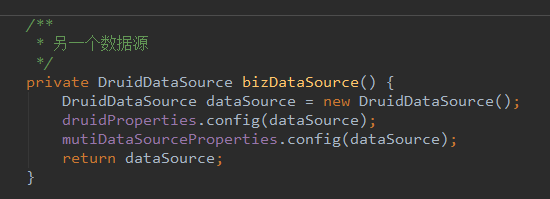 /**
 * 另一个数据源
 */
private DruidDataSource bizDataSource() {
    DruidDataSource dataSource = new DruidDataSource();
    druidProperties.config(dataSource);
    mutiDataSourceProperties.config(dataSource);
    return dataSource;
}